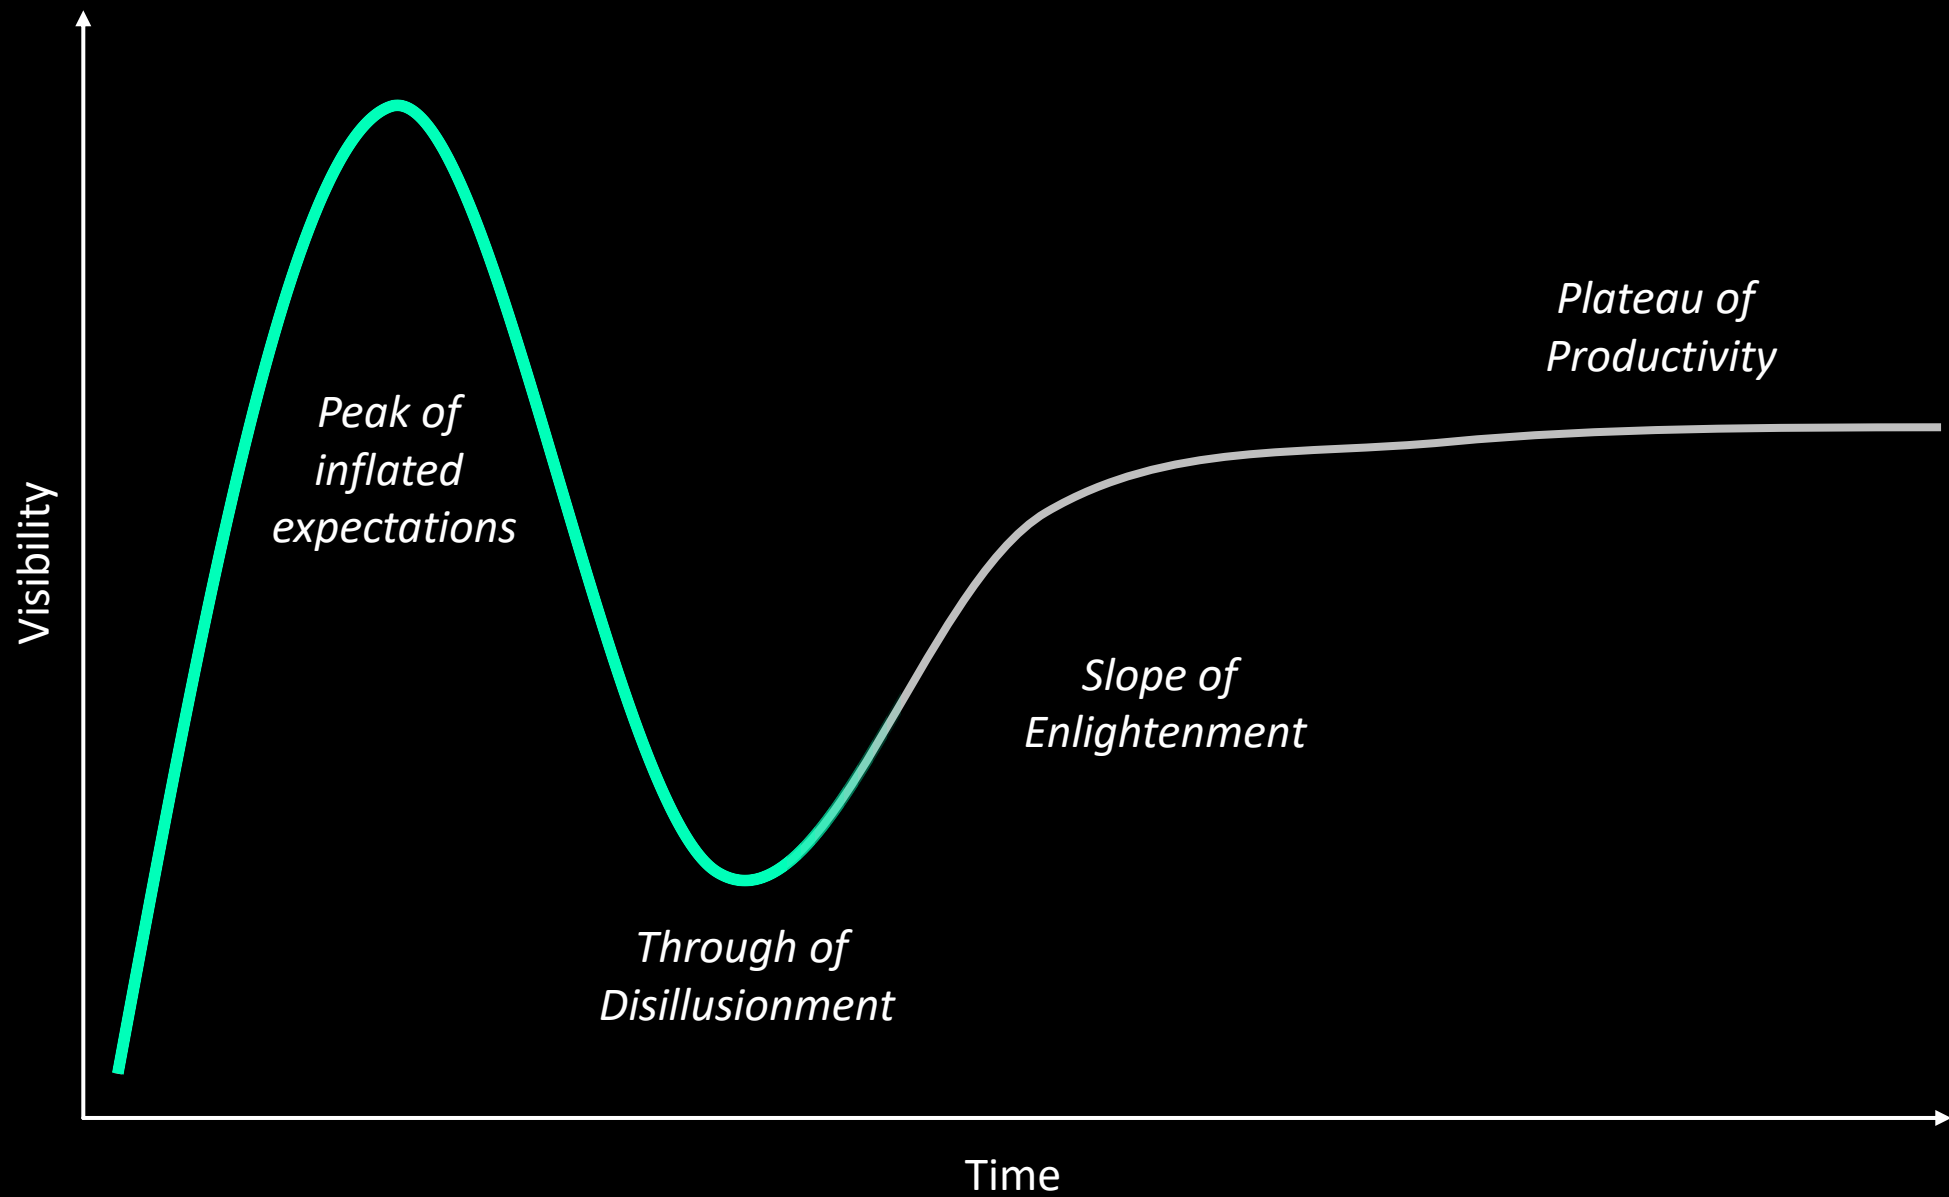 Peak of
inflated
expectations
Plateau of
Productivity
Visibility
Slope of
Enlightenment
Through of
Disillusionment
Time